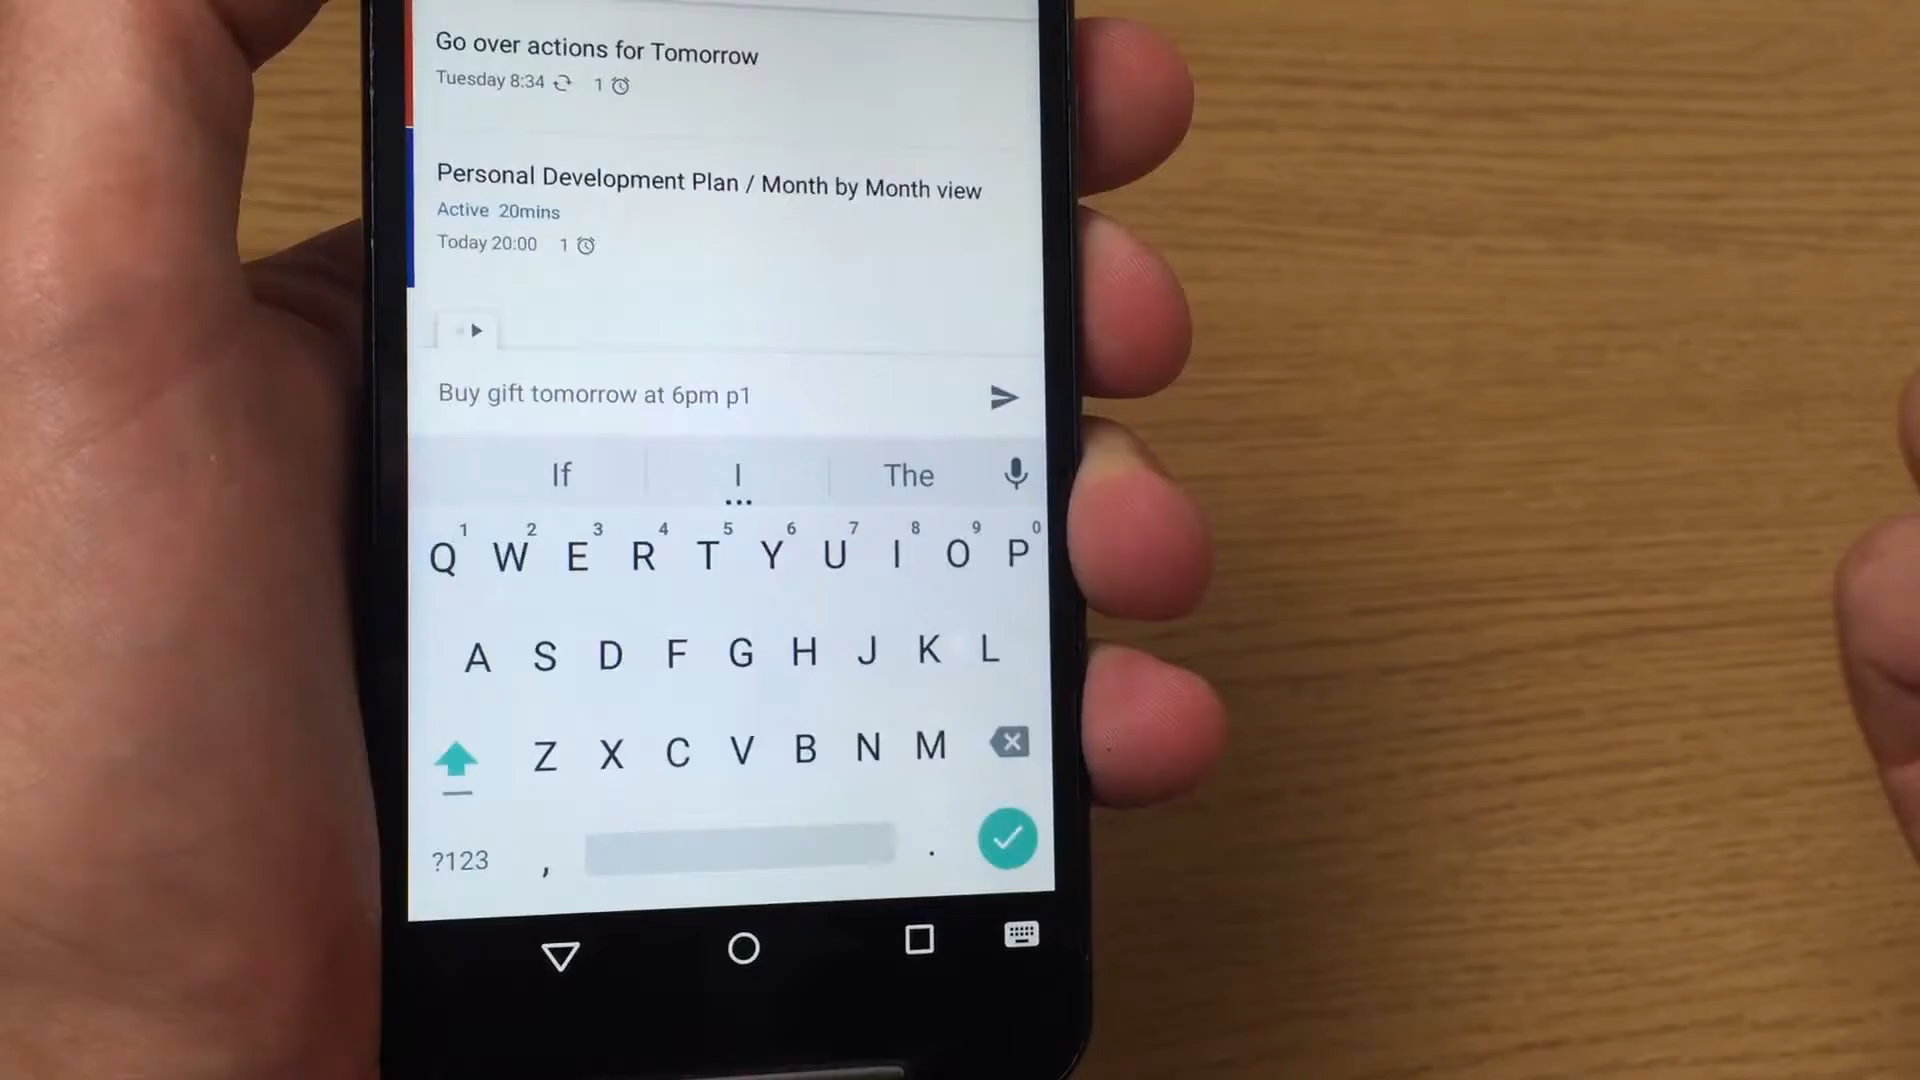 Go over actions for Tomorrow
Tuesday 8:34 1
Personal Development Plan / Month by Month view
Active 20mins
Today 20:00 1
Buy gift tomorrow at 6pm p1
If I The
1 2 3 4 5 6 7 8 9 0
Q W E R T Y U I O P
A S D F G H J K L
Z X C V B N M
?123 , .